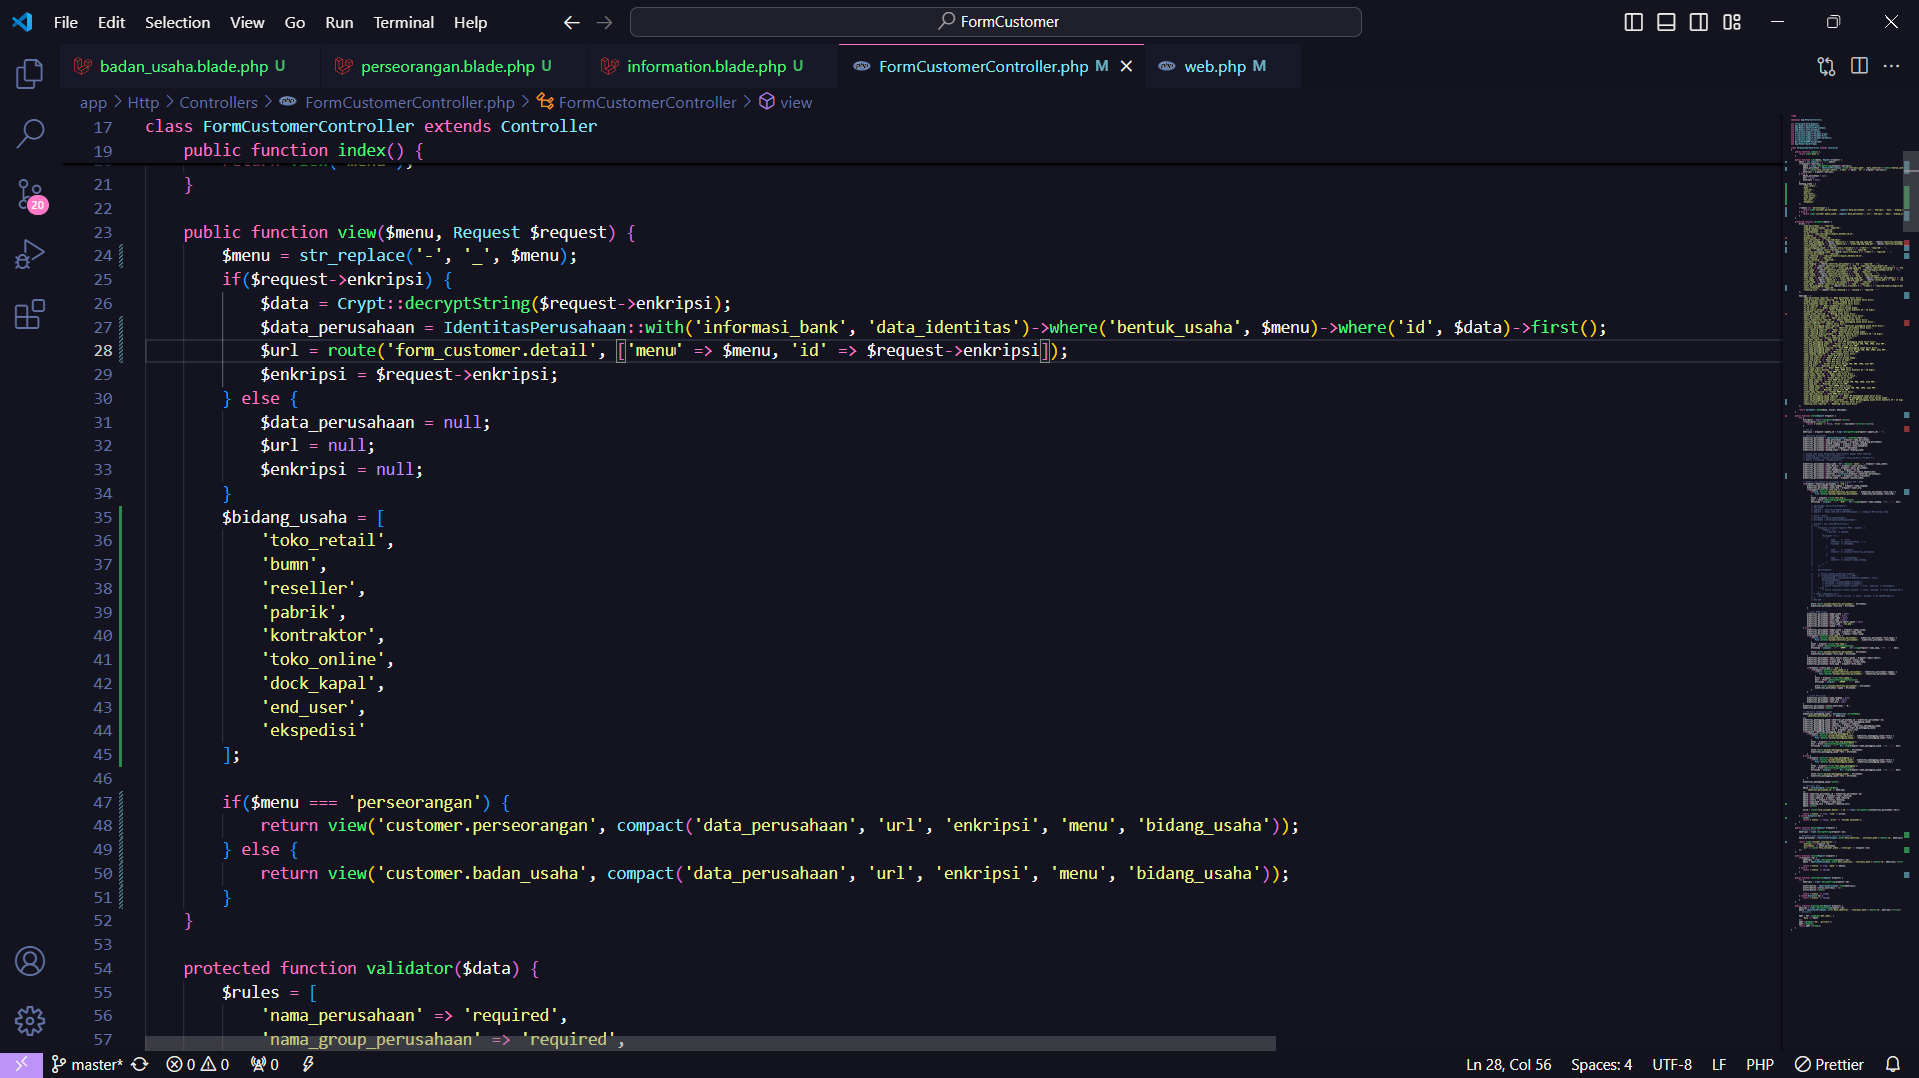 File Edit Selection View Go Run Terminal Help
FormCustomer
badan_usaha.blade.php U
perseorangan.blade.php U
information.blade.php U
FormCustomerController.php M
web.php M
app > Http > Controllers > FormCustomerController.php > FormCustomerController > view
17 class FormCustomerController extends Controller
19 public function index() {
21 }
22
23 public function view($menu, Request $request) {
24 $menu = str_replace('-', '_', $menu);
25 if($request->enkripsi) {
26 $data = Crypt::decryptString($request->enkripsi);
27 $data_perusahaan = IdentitasPerusahaan::with('informasi_bank', 'data_identitas')->where('bentuk_usaha', $menu)->where('id', $data)->first();
28 $url = route('form_customer.detail', ['menu' => $menu, 'id' => $request->enkripsi]);
29 $enkripsi = $request->enkripsi;
30 } else {
31 $data_perusahaan = null;
32 $url = null;
33 $enkripsi = null;
34 }
35 $bidang_usaha = [
36 'toko_retail',
37 'bumn',
38 'reseller',
39 'pabrik',
40 'kontraktor',
41 'toko_online',
42 'dock_kapal',
43 'end_user',
44 'ekspedisi'
45 ];
46
47 if($menu === 'perseorangan') {
48 return view('customer.perseorangan', compact('data_perusahaan', 'url', 'enkripsi', 'menu', 'bidang_usaha'));
49 } else {
50 return view('customer.badan_usaha', compact('data_perusahaan', 'url', 'enkripsi', 'menu', 'bidang_usaha'));
51 }
52 }
53
54 protected function validator($data) {
55 $rules = [
56 'nama_perusahaan' => 'required',
57 'nama_group_perusahaan' => 'required',
20
master* 0 0 0
Ln 28, Col 56 Spaces: 4 UTF-8 LF PHP Prettier